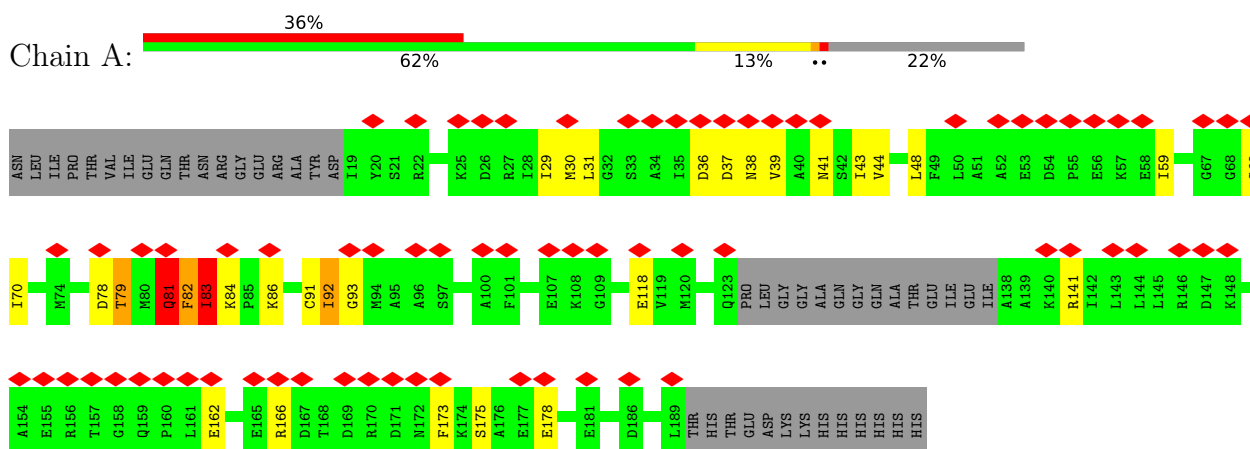 36%
Chain A:
62% 13% •• 22%
ASN LEU ILE PRO THR VAL ILE GLU GLN THR ASN ARG GLY GLU ARG ALA TYR ASP I19 Y20 S21 R22 K25 D26 R27 I28 I29 M30 L31 G32 S33 A34 I35 D36 D37 N38 V39 A40 N41 S42 I43 V44 L48 F49 L50 A51 A52 E53 D54 P55 E56 K57 E58 I59 G67 G68
I70 M74 D78 T79 M80 Q81 F82 I83 K84 P85 K86 C91 I92 G93 M94 A95 A96 S97 A100 F101 E107 K108 G109 E118 V119 M120 Q123 PRO LEU GLY GLY ALA GLN GLY GLN ALA THR GLU ILE GLU ILE A138 A139 K140 R141 I142 L143 L144 L145 R146 D147 K148
A154 E155 R156 T157 G158 Q159 P160 L161 E162 E165 R166 D167 T168 D169 R170 D171 N172 F173 K174 S175 A176 E177 E178 E181 D186 L189 THR HIS THR THR GLU ASP LYS LYS HIS HIS HIS HIS HIS HIS